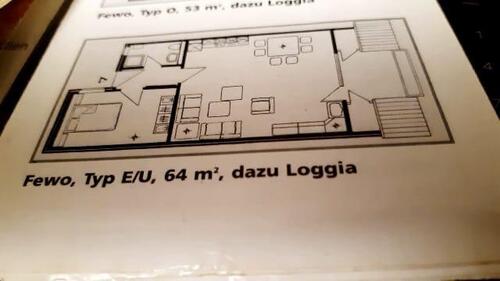 Fewo, Typ D, 53 m², dazu Loggia
Fewo, Typ E/U, 64 m², dazu Loggia